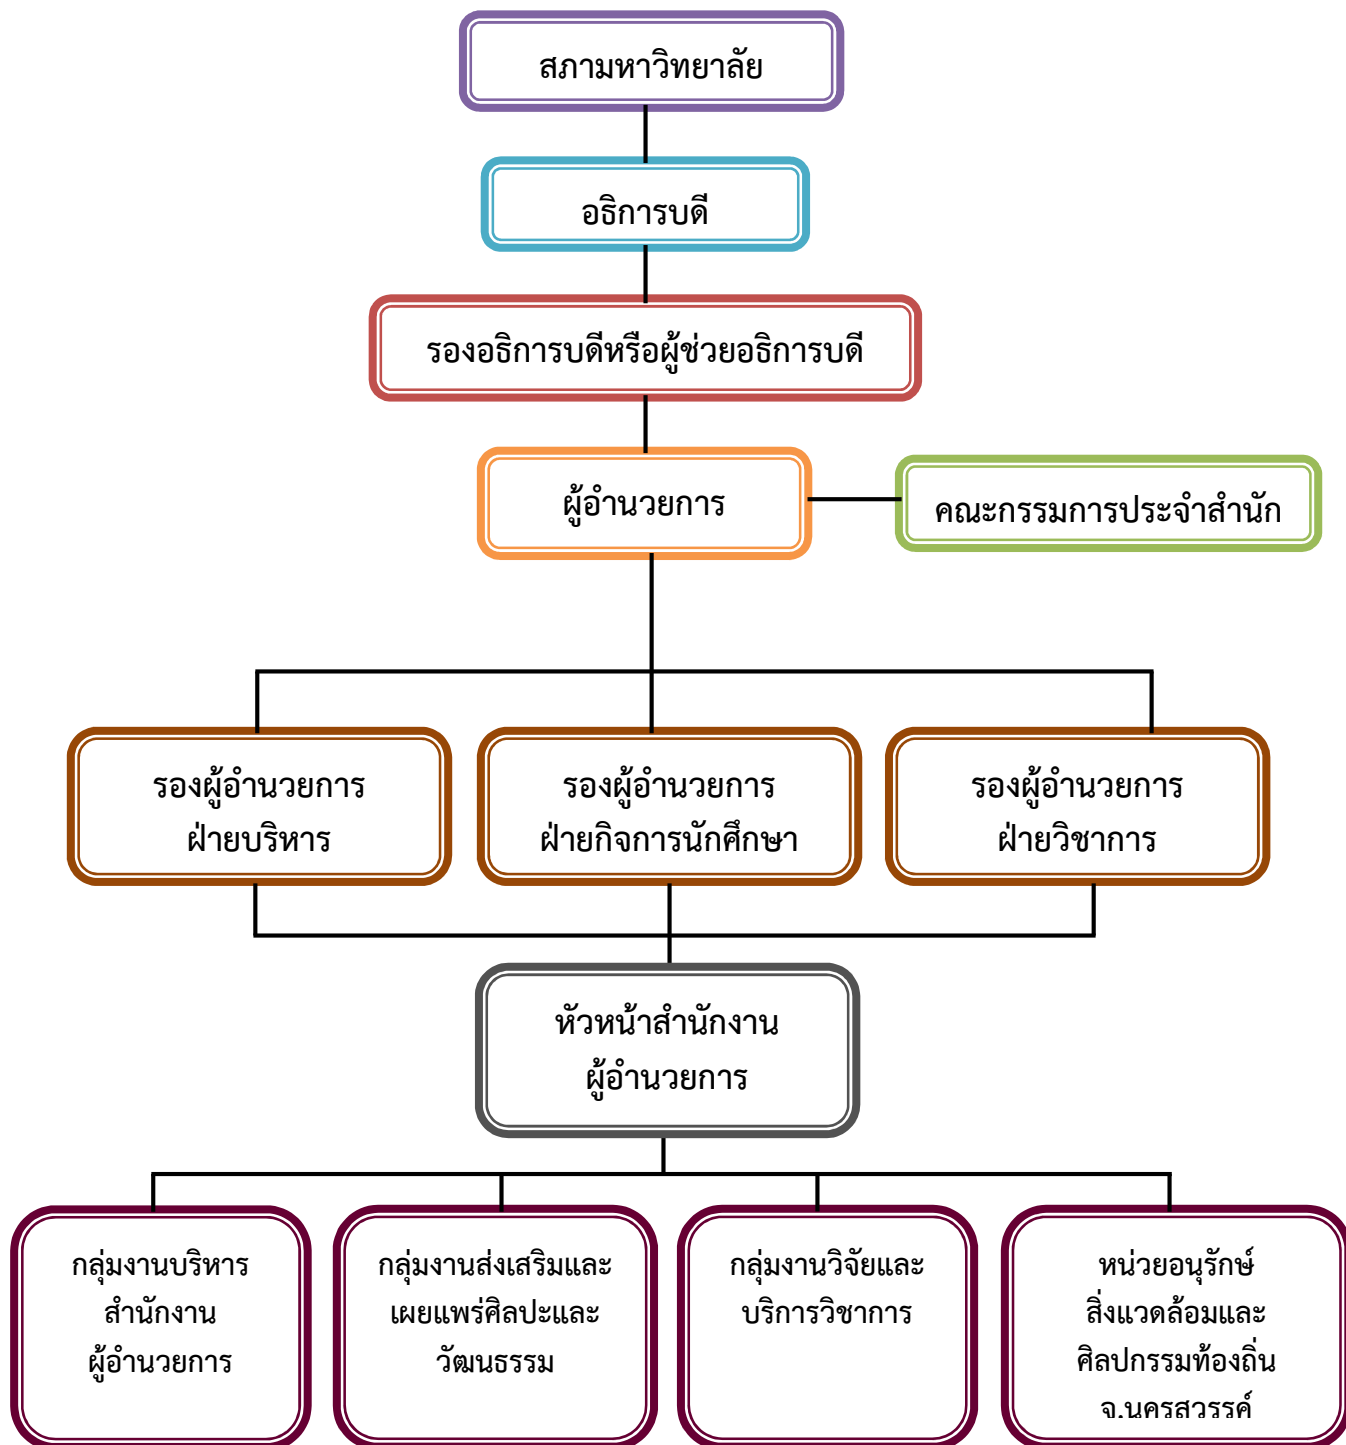 สภามหาวิทยาลัย
อธิการบดี
รองอธิการบดีหรือผู้ช่วยอธิการบดี
ผู้อำนวยการ
คณะกรรมการประจำสำนัก
รองผู้อำนวยการ
ฝ่ายบริหาร
รองผู้อำนวยการ
ฝ่ายกิจการนักศึกษา
รองผู้อำนวยการ
ฝ่ายวิชาการ
หัวหน้าสำนักงาน
ผู้อำนวยการ
กลุ่มงานบริหาร
สำนักงาน
ผู้อำนวยการ
กลุ่มงานส่งเสริมและ
เผยแพร่ศิลปะและ
วัฒนธรรม
กลุ่มงานวิจัยและ
บริการวิชาการ
หน่วยอนุรักษ์
สิ่งแวดล้อมและ
ศิลปกรรมท้องถิ่น
จ.นครสวรรค์